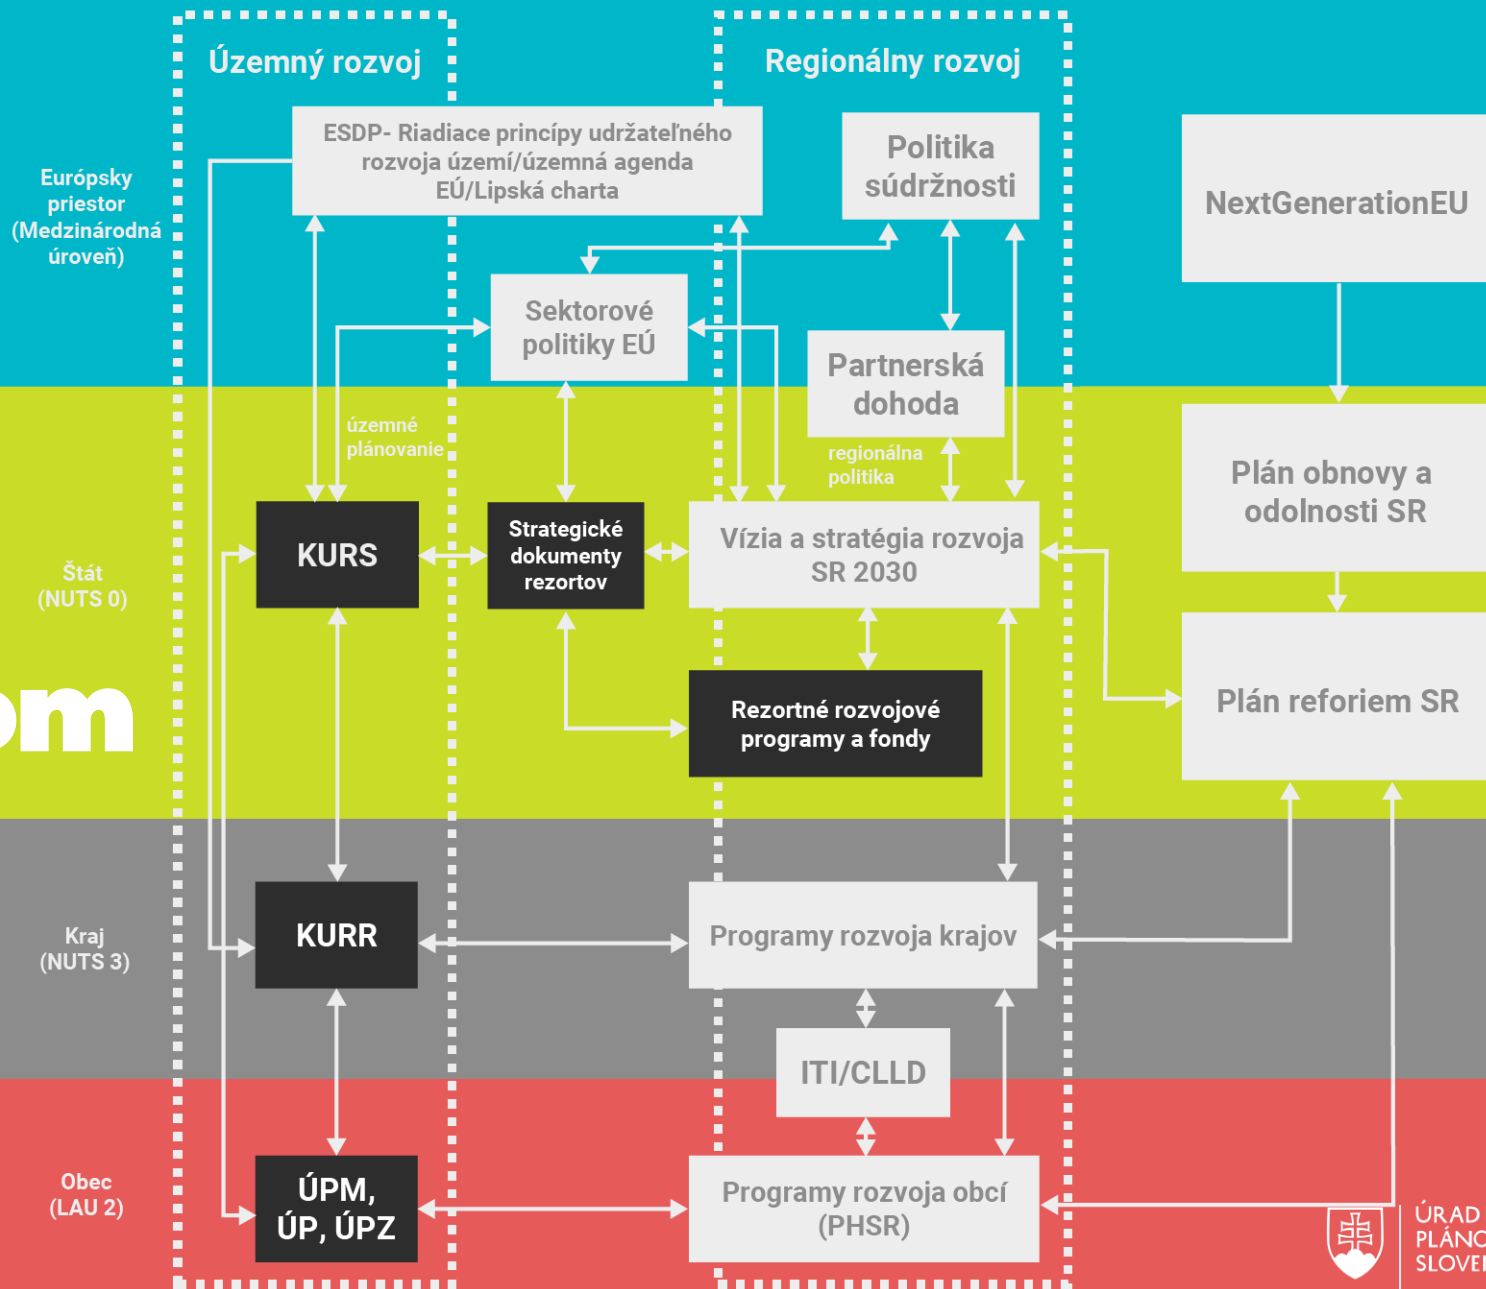 Územný rozvoj
Regionálny rozvoj
Európsky
priestor
(Medzinárodná
úroveň)
ESDP- Riadiace princípy udržateľného
rozvoja území/územná agenda
EÚ/Lipská charta
Politika
súdržnosti
NextGenerationEU
Sektorové
politiky EÚ
Partnerská
dohoda
územné
plánovanie
regionálna
politika
Plán obnovy a
odolnosti SR
Štát
(NUTS 0)
KURS
Strategické
dokumenty
rezortov
Vízia a stratégia rozvoja
SR 2030
Rezortné rozvojové
programy a fondy
Plán reforiem SR
om
Kraj
(NUTS 3)
KURR
Programy rozvoja krajov
ITI/CLLD
Obec
(LAU 2)
ÚPM,
ÚP, ÚPZ
Programy rozvoja obcí
(PHSR)
ÚRAD